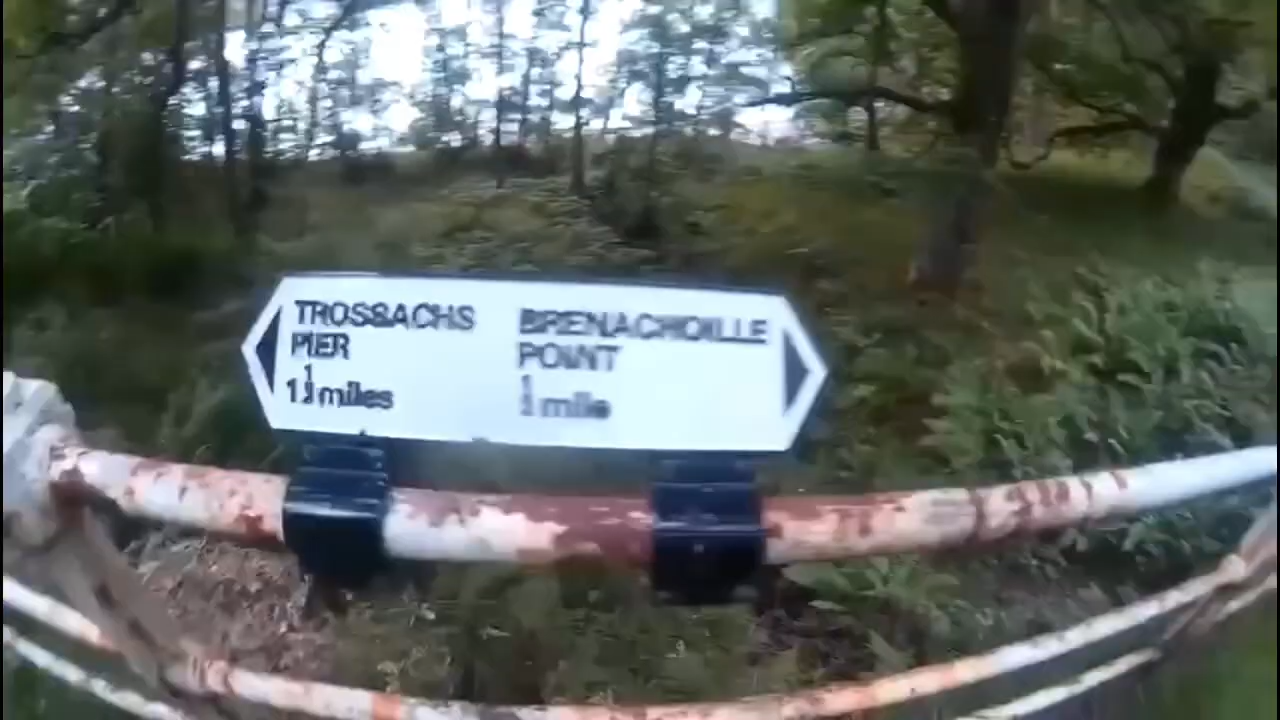 TROSSACHS
PIER
miles
BRENACHOILLE
POINT
mile